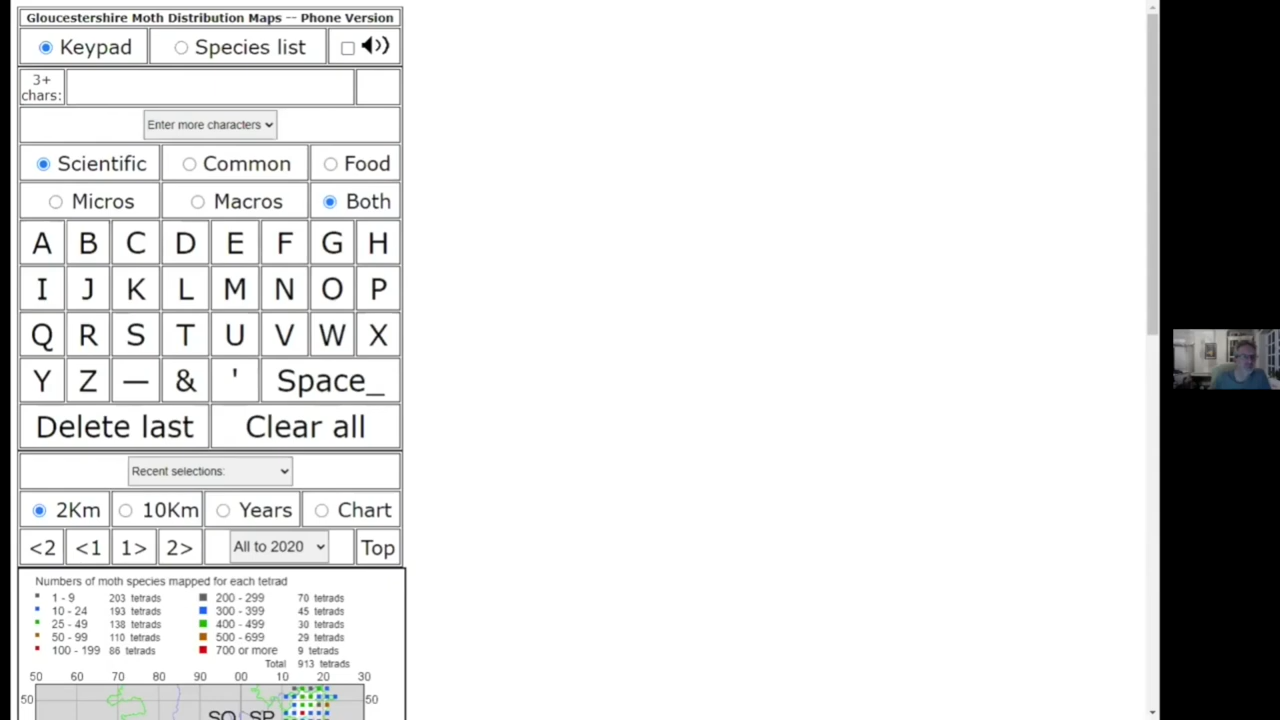 Gloucestershire Moth Distribution Maps -- Phone Version
Keypad Species list
3+ chars:
Enter more characters
Scientific Common Food
Micros Macros Both
A B C D E F G H
I J K L M N O P
Q R S T U V W X
Y Z — & ' Space_
Delete last Clear all
Recent selections:
2Km 10Km Years Chart
<2 <1 1> 2> All to 2020 Top
Numbers of moth species mapped for each tetrad
1 - 9 203 tetrads 200 - 299 70 tetrads
10 - 24 193 tetrads 300 - 399 45 tetrads
25 - 49 138 tetrads 400 - 499 30 tetrads
50 - 99 110 tetrads 500 - 699 29 tetrads
100 - 199 86 tetrads 700 or more 9 tetrads
Total 913 tetrads
50 60 70 80 90 00 10 20 30
50 50
SO SP